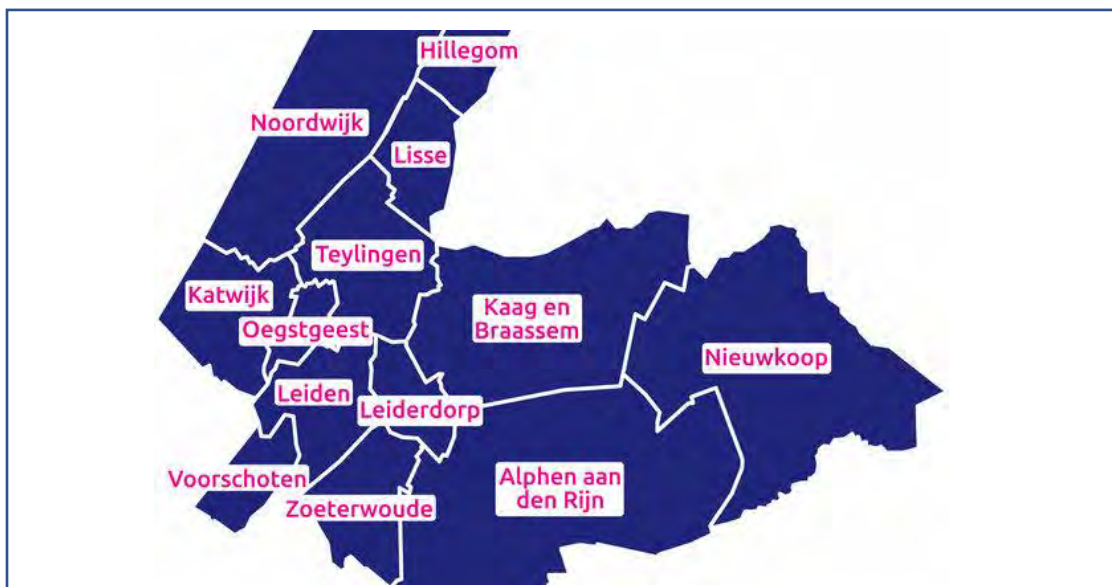 Hillegom
Noordwijk
Lisse
Teylingen
Katwijk
Kaag en
Braassem
Oegstgeest
Nieuwkoop
Leiden
Leiderdorp
Voorschoten
Alphen aan
den Rijn
Zoeterwoude